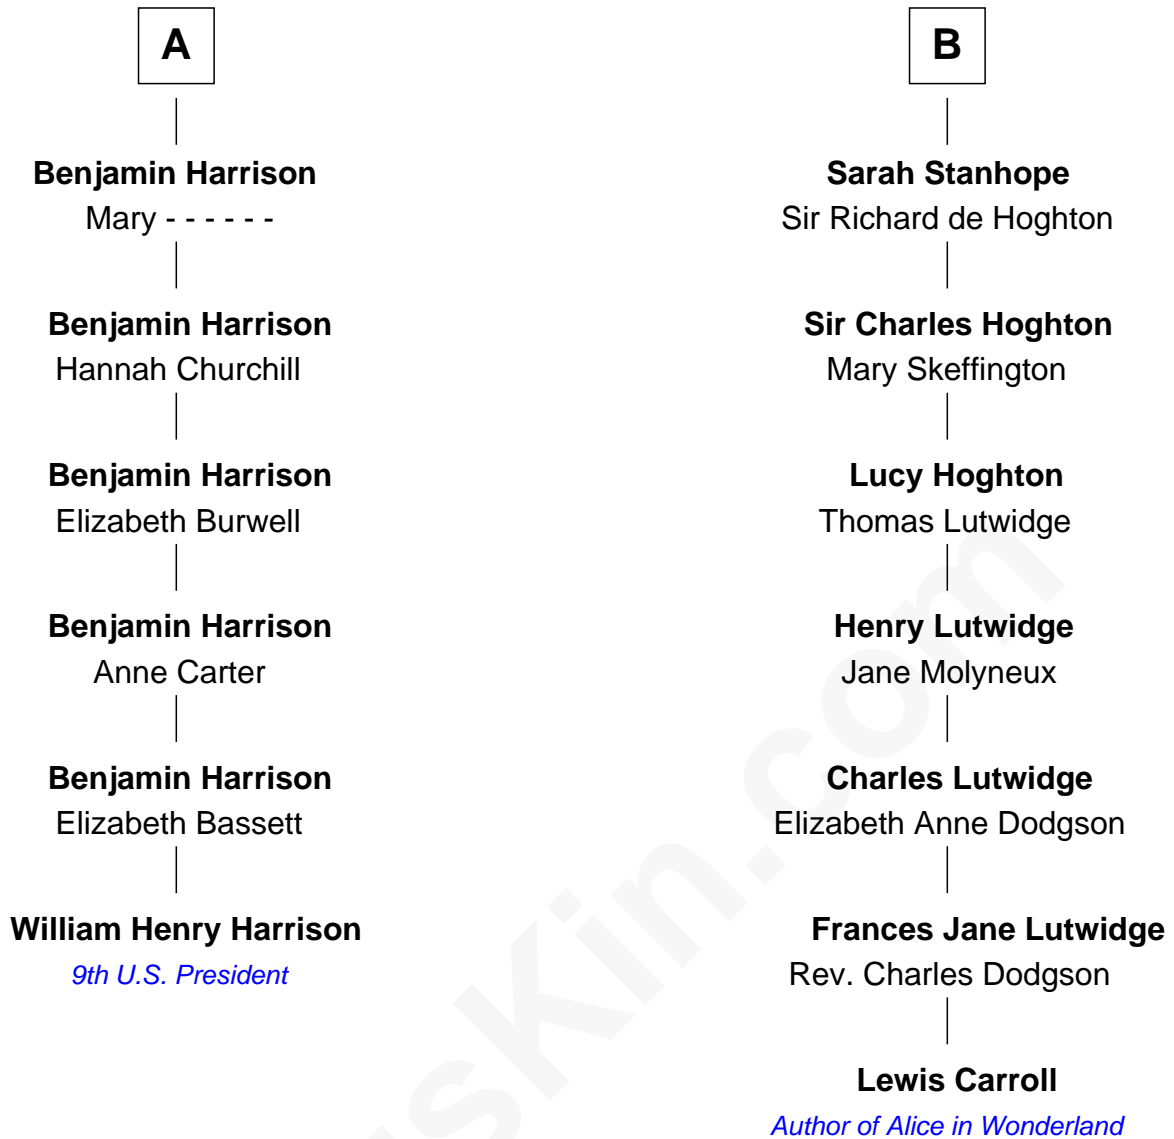 A
Benjamin Harrison
Mary - - - - - -
Benjamin Harrison
Hannah Churchill
Benjamin Harrison
Elizabeth Burwell
Benjamin Harrison
Anne Carter
Benjamin Harrison
Elizabeth Bassett
William Henry Harrison
9th U.S. President
B
Sarah Stanhope
Sir Richard de Hoghton
Sir Charles Hoghton
Mary Skeffington
Lucy Hoghton
Thomas Lutwidge
Henry Lutwidge
Jane Molyneux
Charles Lutwidge
Elizabeth Anne Dodgson
Frances Jane Lutwidge
Rev. Charles Dodgson
Lewis Carroll
Author of Alice in Wonderland
sKin.com